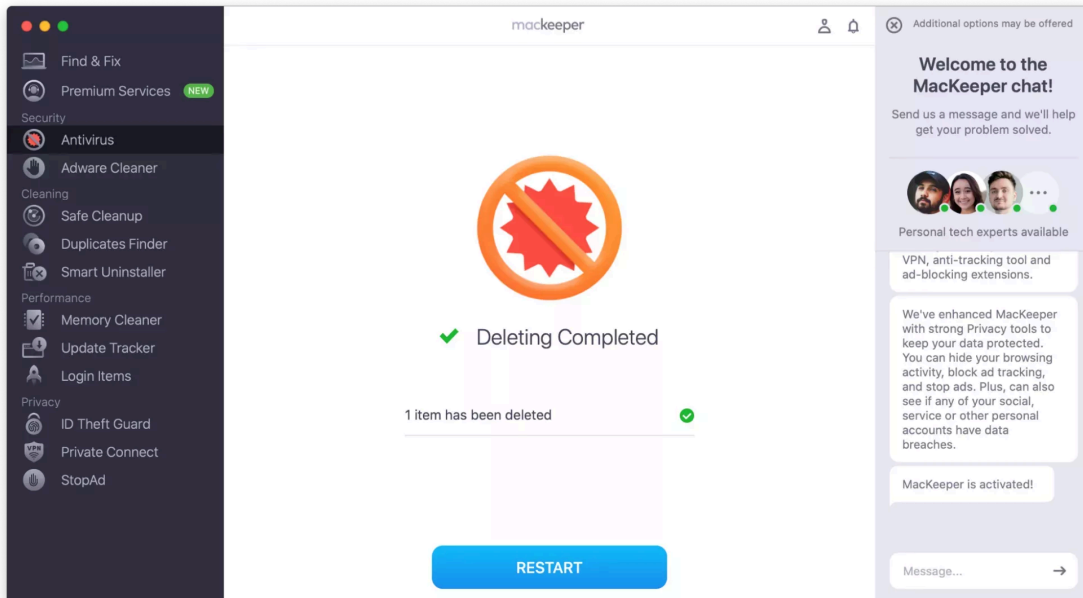 mackeeper
Find & Fix
Premium Services NEW
Security
Antivirus
Adware Cleaner
Cleaning
Safe Cleanup
Duplicates Finder
Smart Uninstaller
Performance
Memory Cleaner
Update Tracker
Login Items
Privacy
ID Theft Guard
VPN
Private Connect
StopAd
Deleting Completed
1 item has been deleted
RESTART
Additional options may be offered
Welcome to the
MacKeeper chat!
Send us a message and we'll help
get your problem solved.
Personal tech experts available
VPN, anti-tracking tool and
ad-blocking extensions.
We've enhanced MacKeeper
with strong Privacy tools to
keep your data protected.
You can hide your browsing
activity, block ad tracking,
and stop ads. Plus, can also
see if any of your social,
service or other personal
accounts have data
breaches.
MacKeeper is activated!
Message...